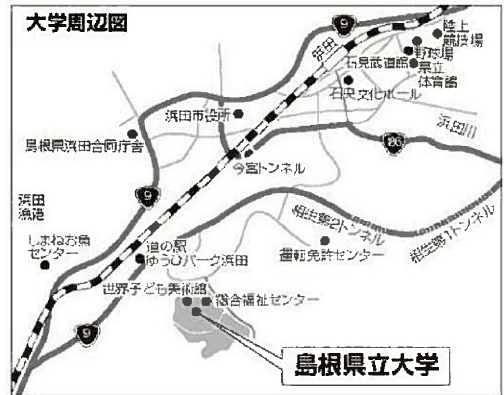 大学周辺図
9
浜田
陸上
競技場
野球場
石見武道館
県立
体育館
石央文化ホール
浜田市役所
浜田川
島根県浜田合同庁舎
今宮トンネル
9
浜田
漁港
相生第2トンネル
相生第1トンネル
しまねお魚
センター
道の駅
ゆうひパーク浜田
運転免許センター
世界子ども美術館
総合福祉センター
9
島根県立大学